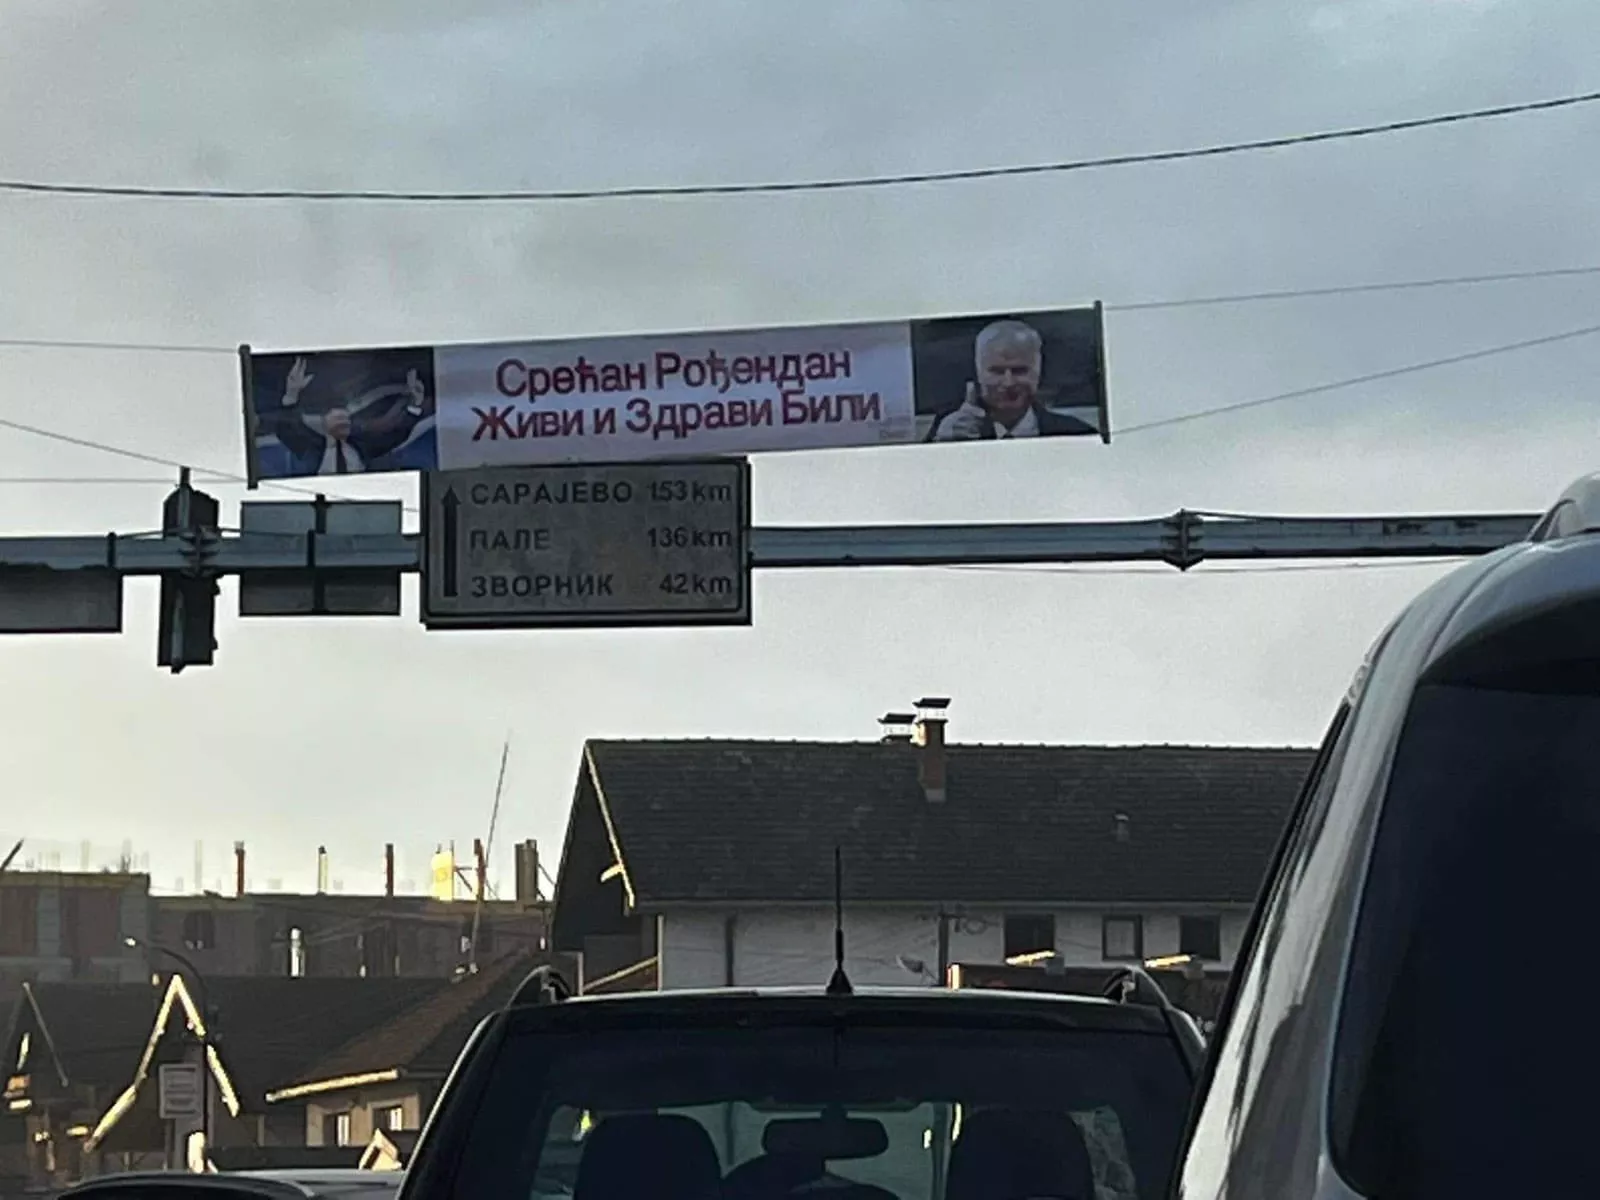 Срећан Рођендан
Живи и Здрави Били
САРАЈЕВО 153 km
ПАЛЕ 136 km
ЗВОРНИК 42 km